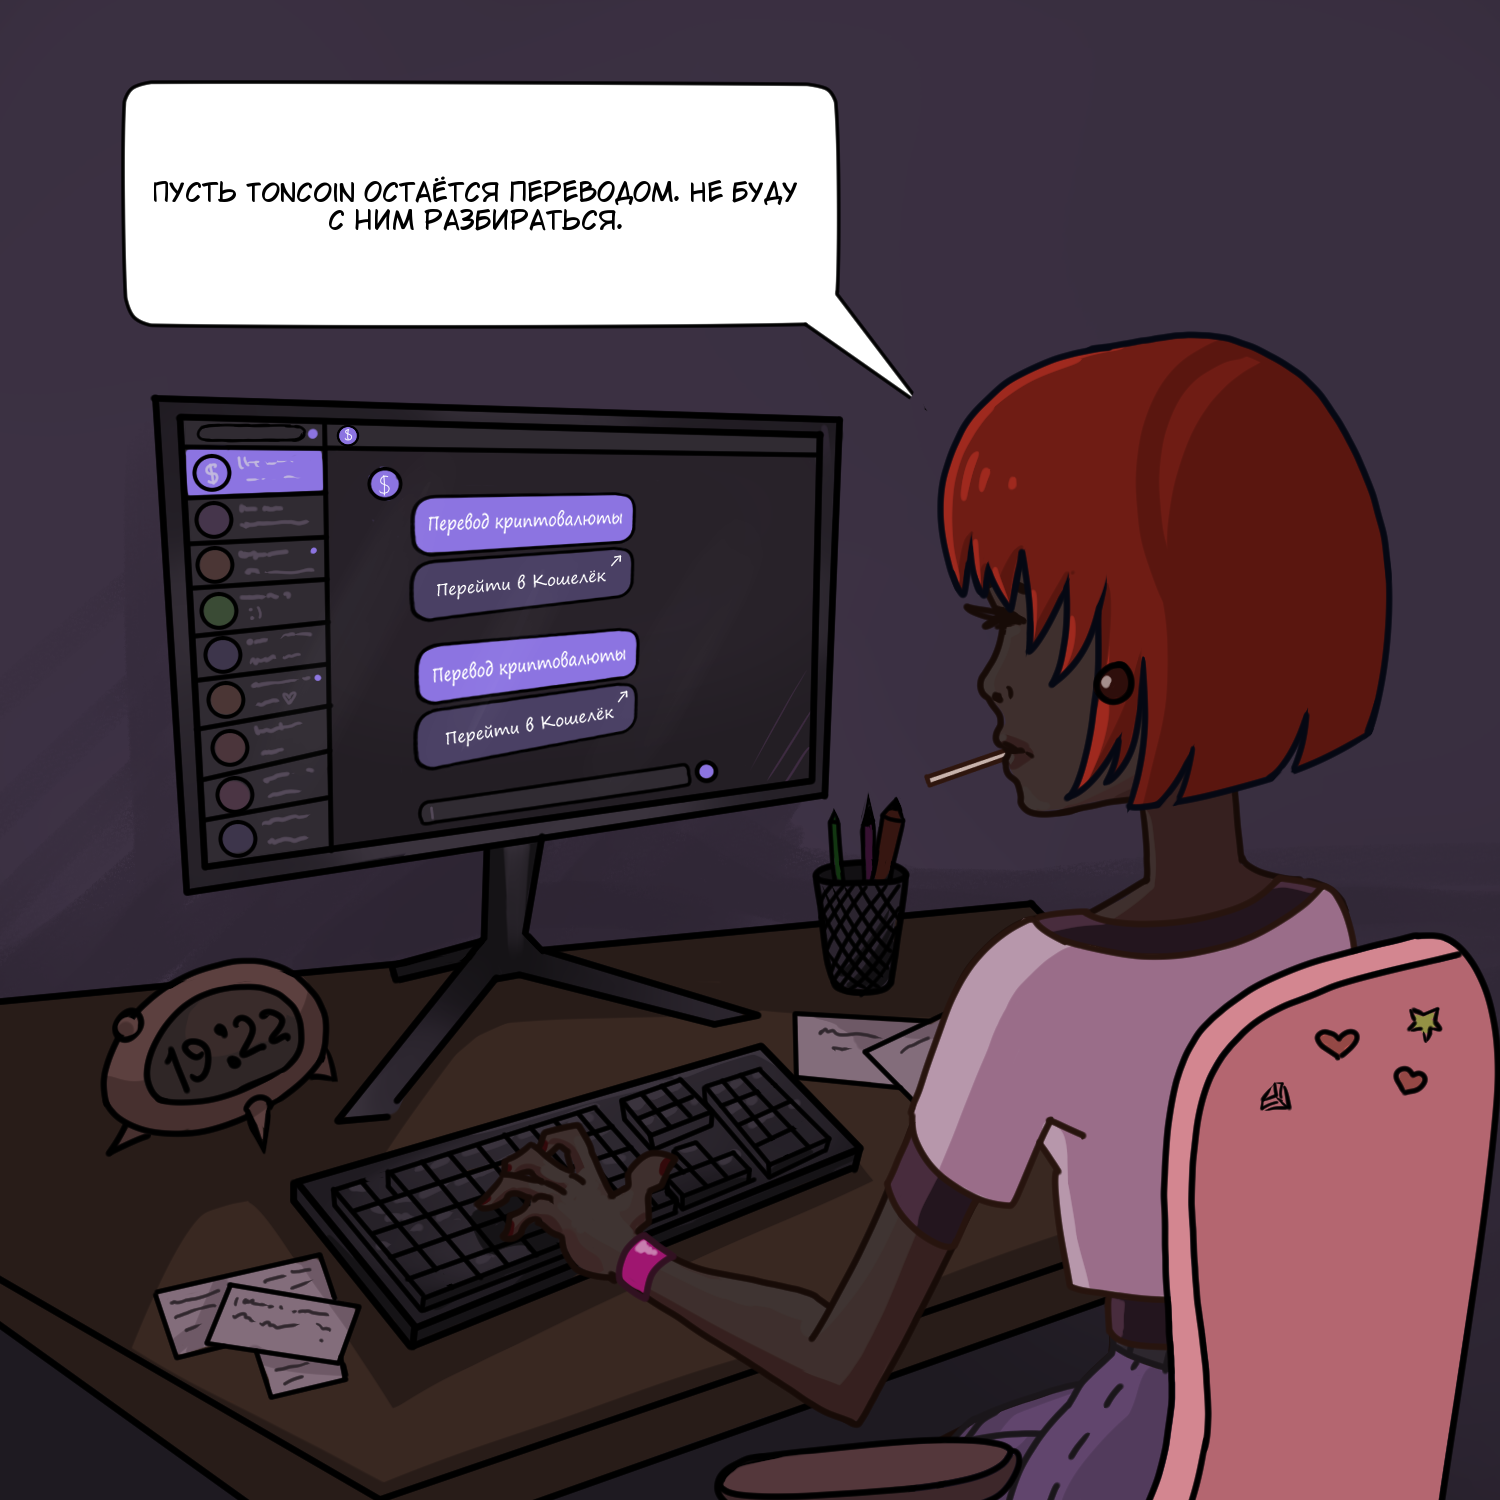 ПУСТЬ TONCOIN ОСТАЁТСЯ ПЕРЕВОДОМ. НЕ БУДУ
С НИМ РАЗБИРАТЬСЯ.
$
$
$
Перевод криптовалюты
Перейти в Кошелёк
Перевод криптовалюты
Перейти в Кошелёк
19:22